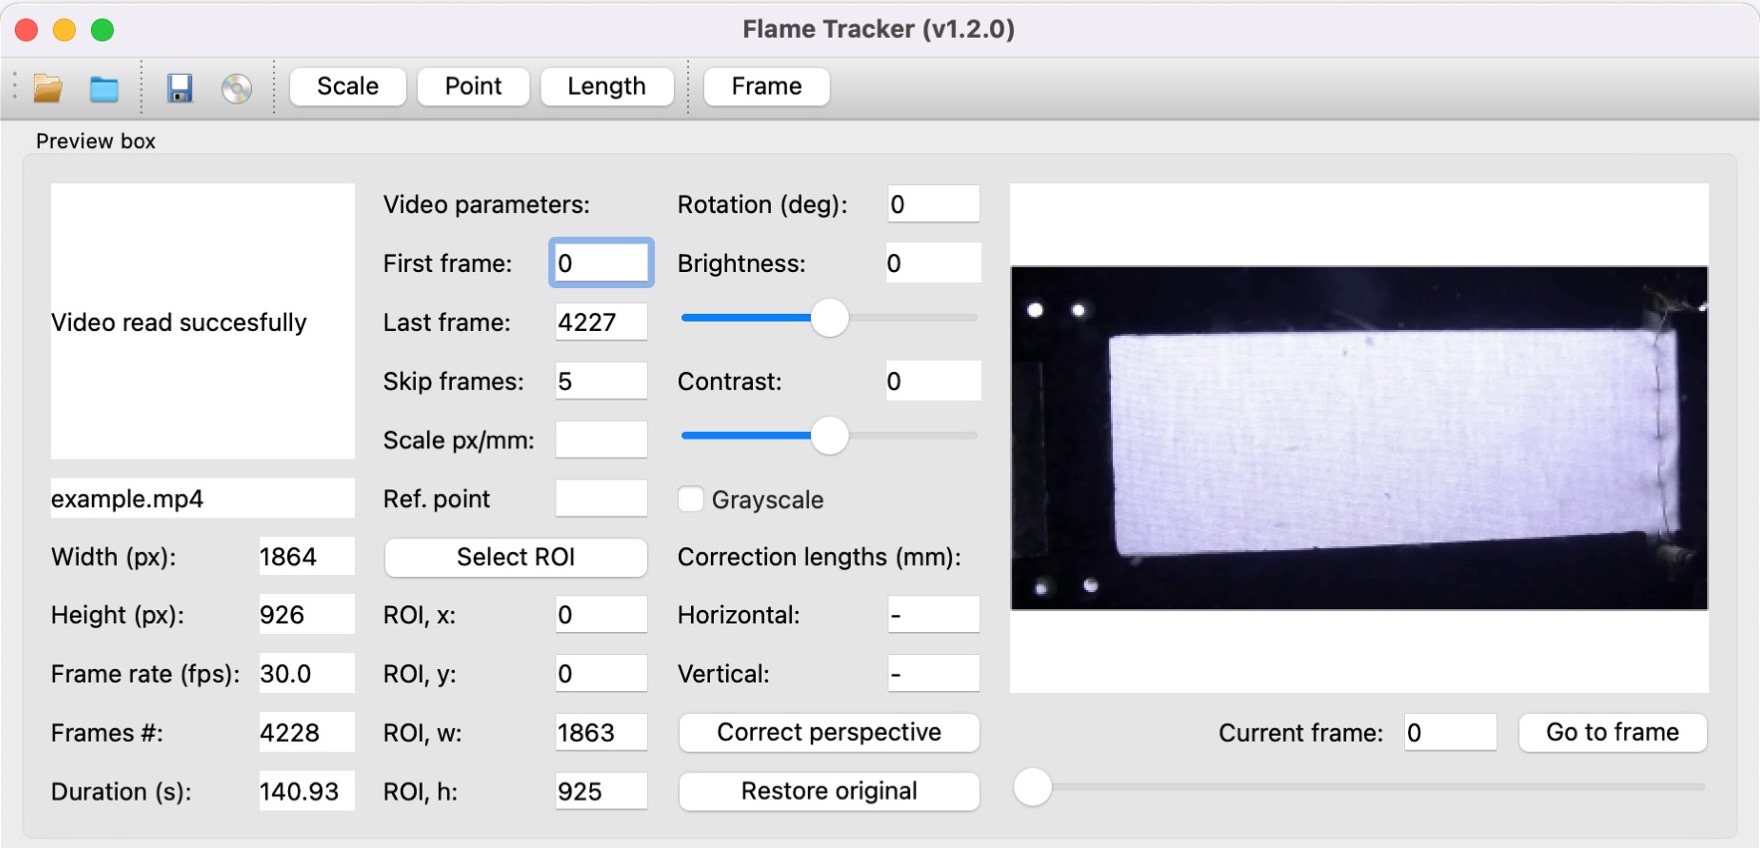 Flame Tracker (v1.2.0)
Scale
Point
Length
Frame
Preview box
Video read succesfully
example.mp4
Width (px): 1864
Height (px): 926
Frame rate (fps): 30.0
Frames #: 4228
Duration (s): 140.93
Video parameters:
First frame: 0
Last frame: 4227
Skip frames: 5
Scale px/mm:
Ref. point
Select ROI
ROI, x: 0
ROI, y: 0
ROI, w: 1863
ROI, h: 925
Rotation (deg): 0
Brightness: 0
Contrast: 0
Grayscale
Correction lengths (mm):
Horizontal: -
Vertical: -
Correct perspective
Restore original
Current frame: 0
Go to frame